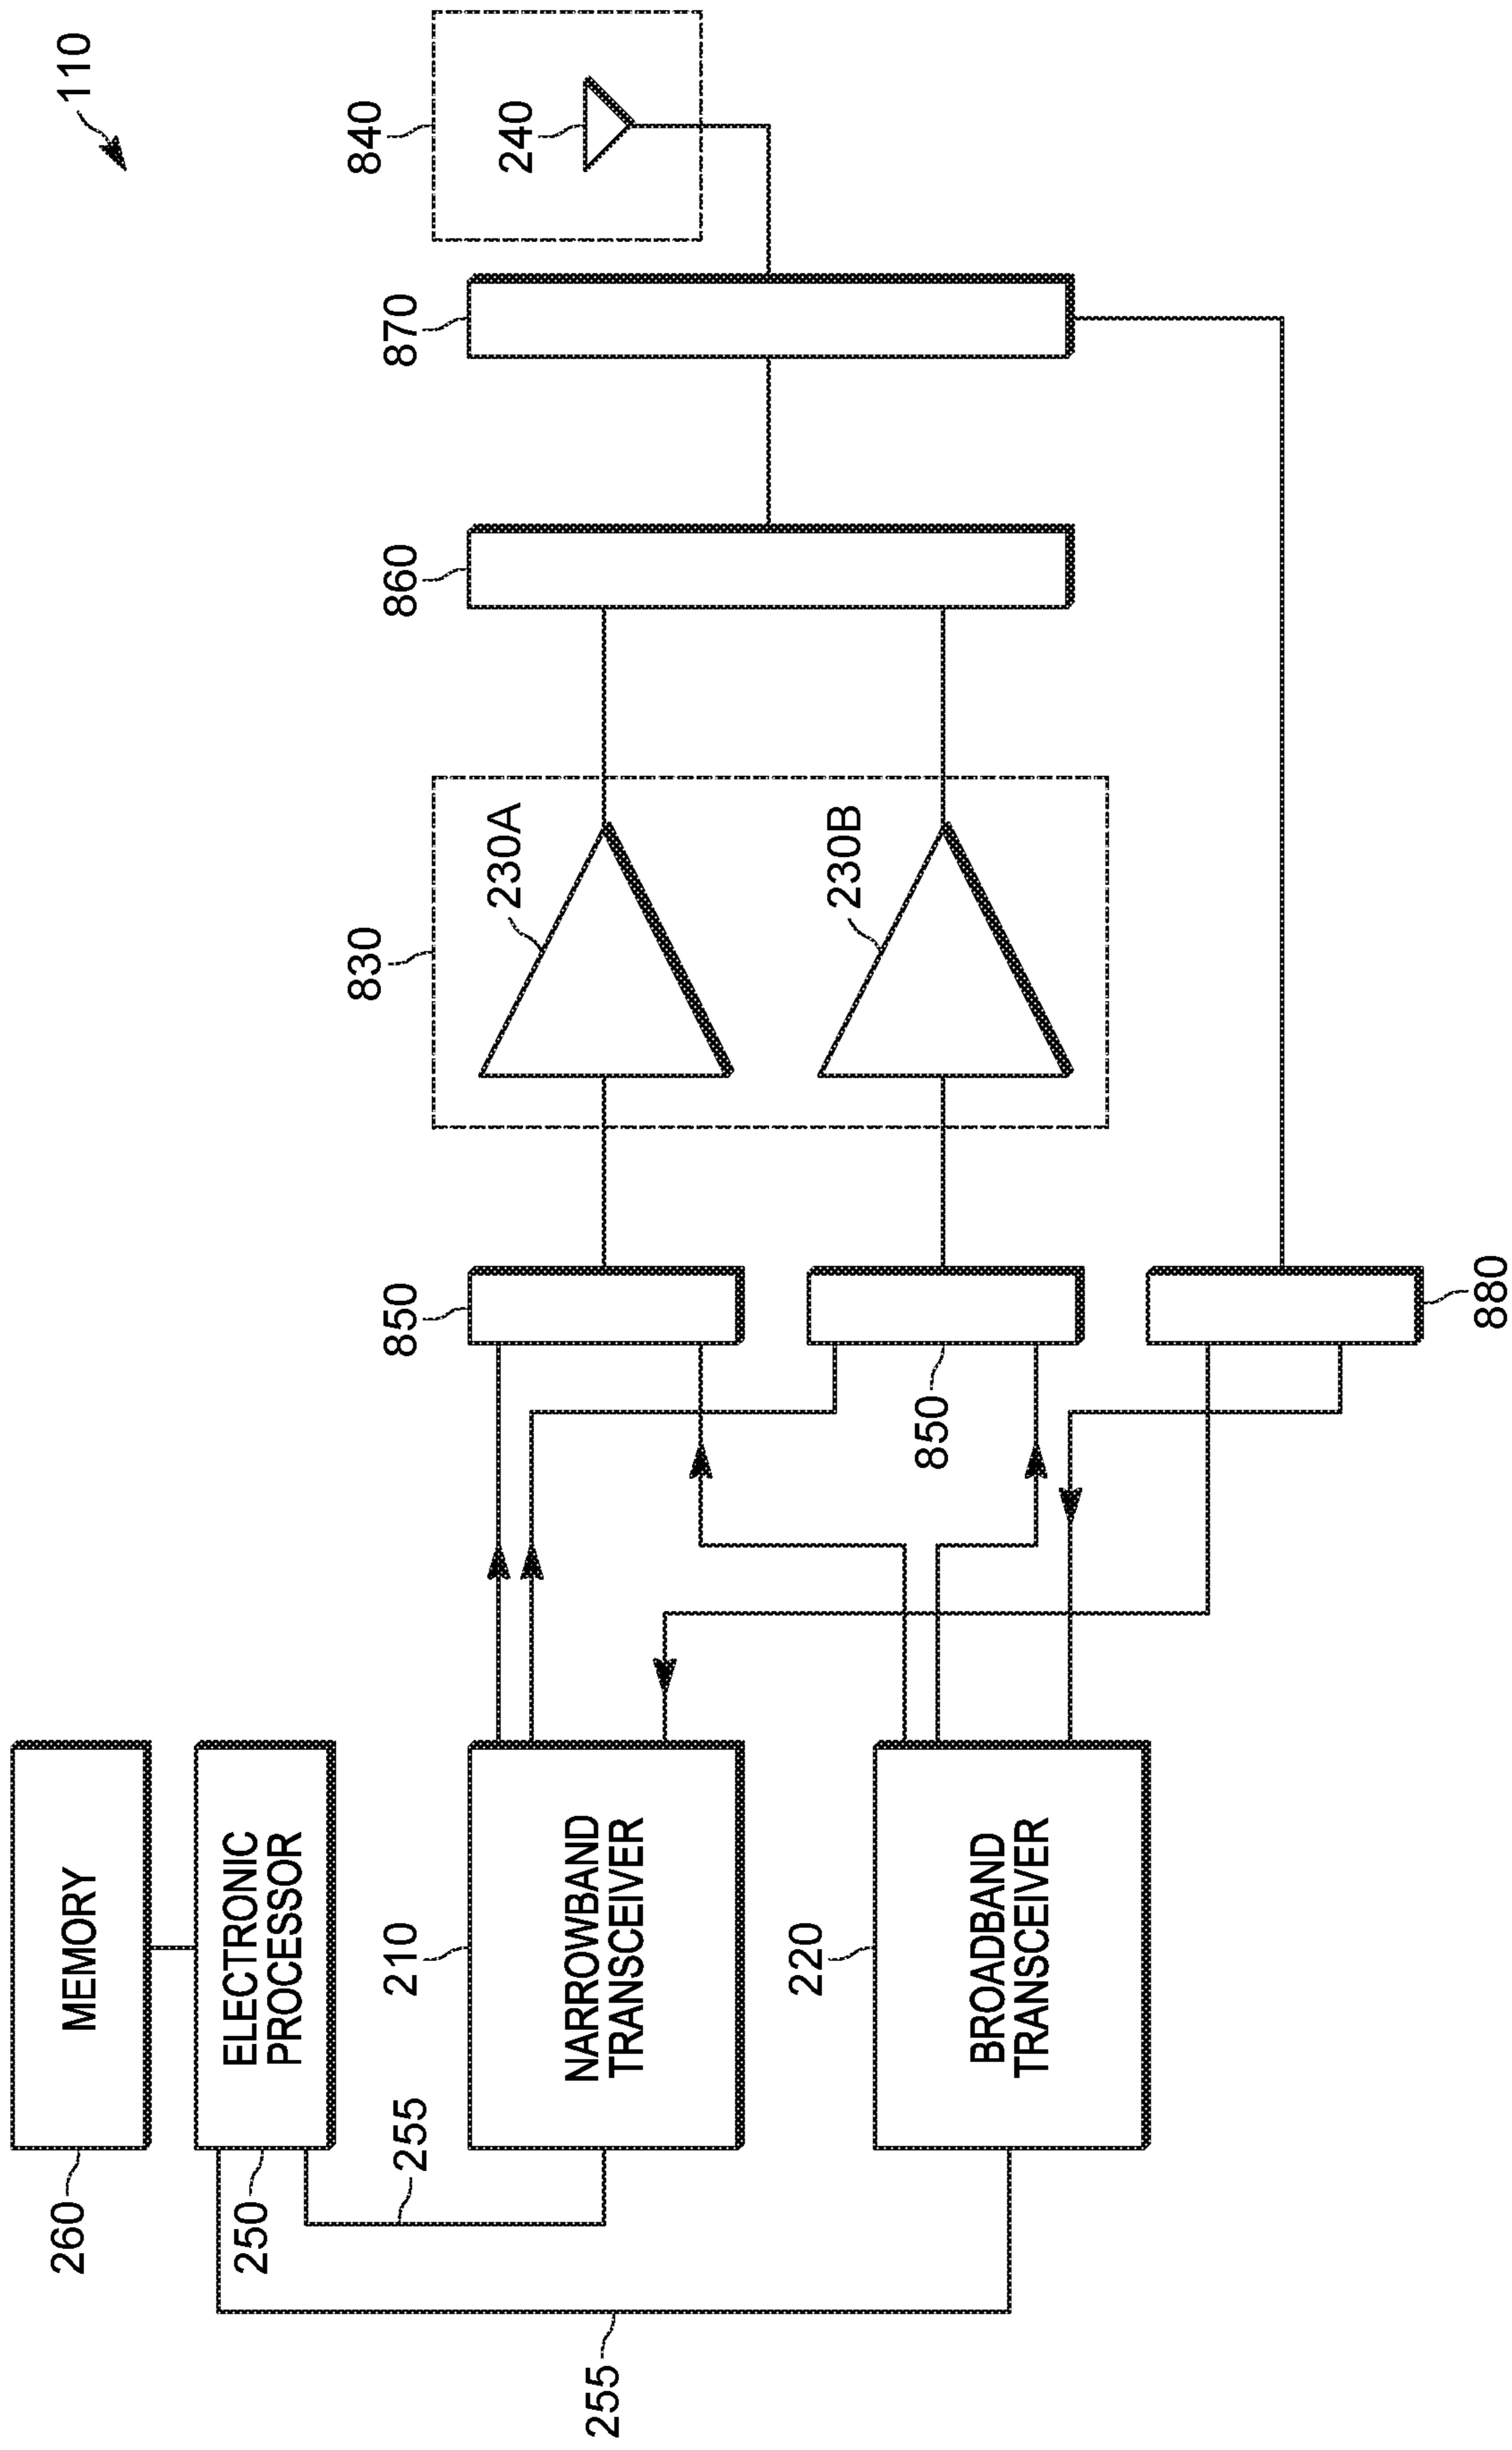 110
260
MEMORY
250
ELECTRONIC
PROCESSOR
255
255
210
NARROWBAND
TRANSCEIVER
220
BROADBAND
TRANSCEIVER
850
850
880
830
230A
230B
860
870
840
240